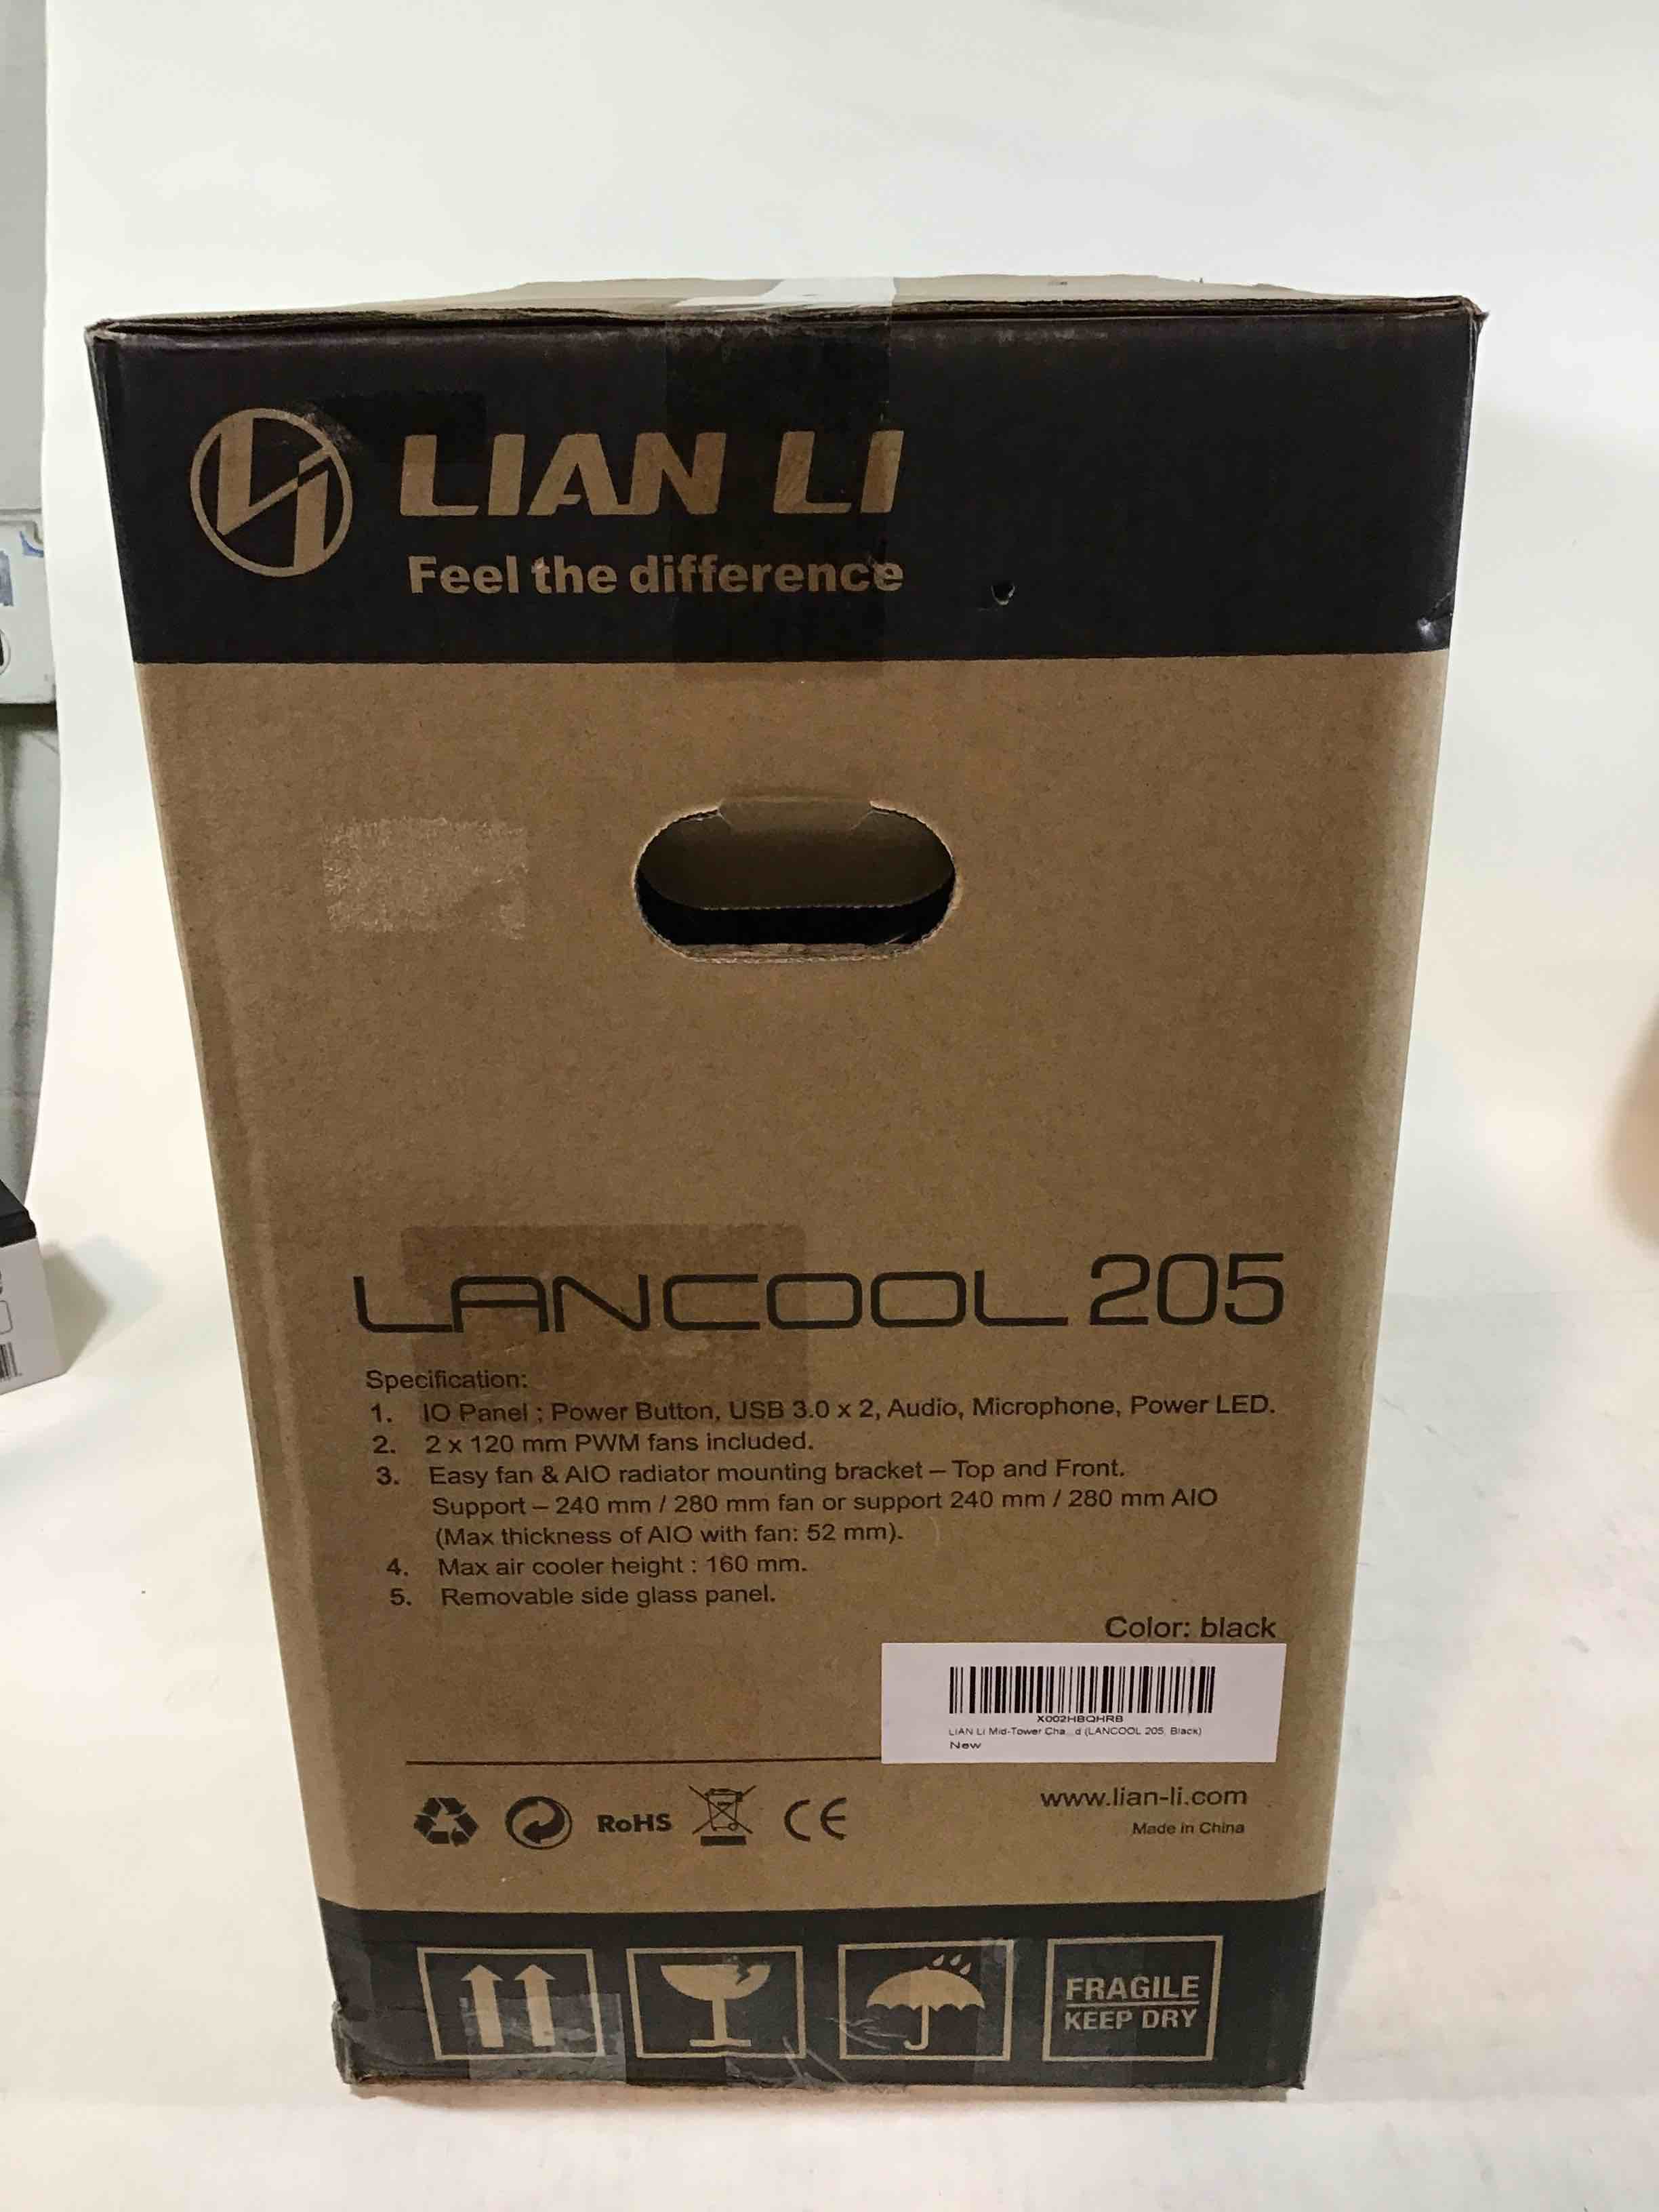 LIAN LI
Feel the difference
LANCOOL 205
Specification:
1. IO Panel : Power Button, USB 3.0 x 2, Audio, Microphone, Power LED.
2. 2 x 120 mm PWM fans included.
3. Easy fan & AIO radiator mounting bracket – Top and Front.
Support – 240 mm / 280 mm fan or support 240 mm / 280 mm AIO
(Max thickness of AIO with fan: 52 mm).
4. Max air cooler height : 160 mm.
5. Removable side glass panel.
Color: black
X002HBQHRB
LIAN LI Mid-Tower Cha...d (LANCOOL 205, Black)
New
RoHS
CE
www.lian-li.com
Made in China
FRAGILE
KEEP DRY